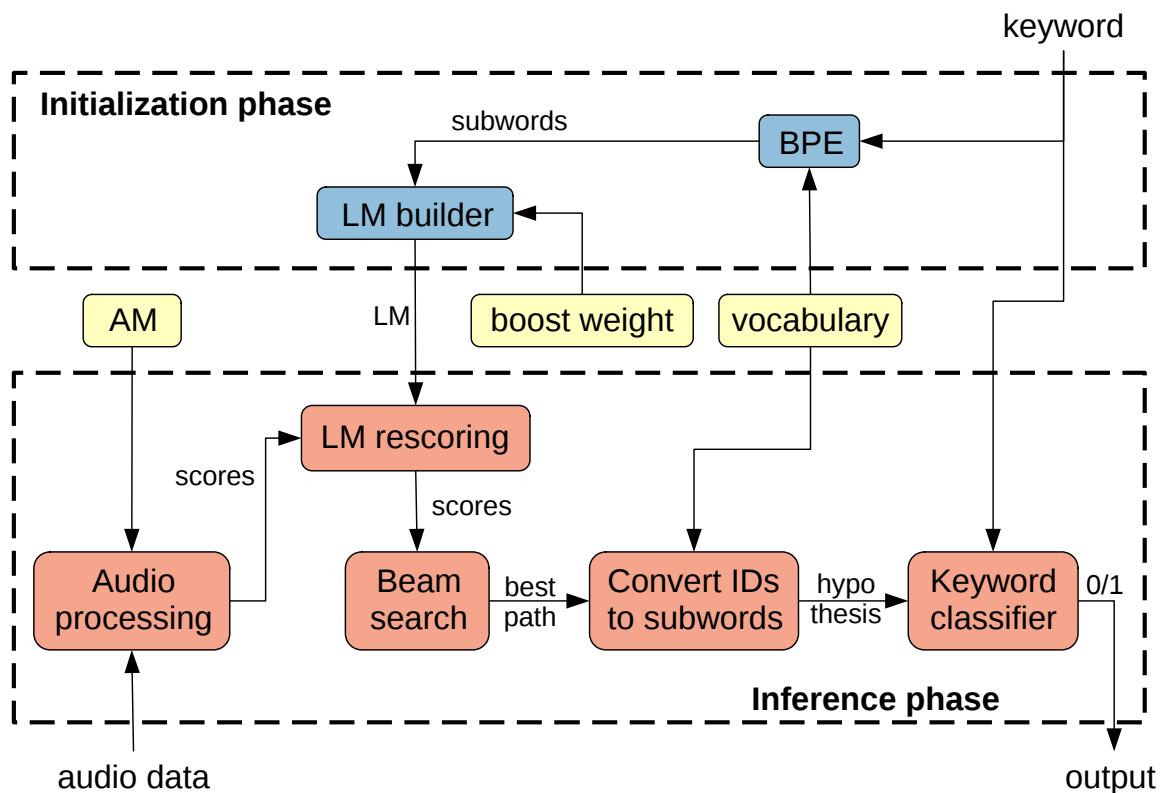 keyword
Initialization phase
subwords
BPE
LM builder
AM
LM
boost weight
vocabulary
LM rescoring
scores
scores
Audio
processing
Beam
search
best
path
Convert IDs
to subwords
hypo
thesis
Keyword
classifier
0/1
Inference phase
audio data
output